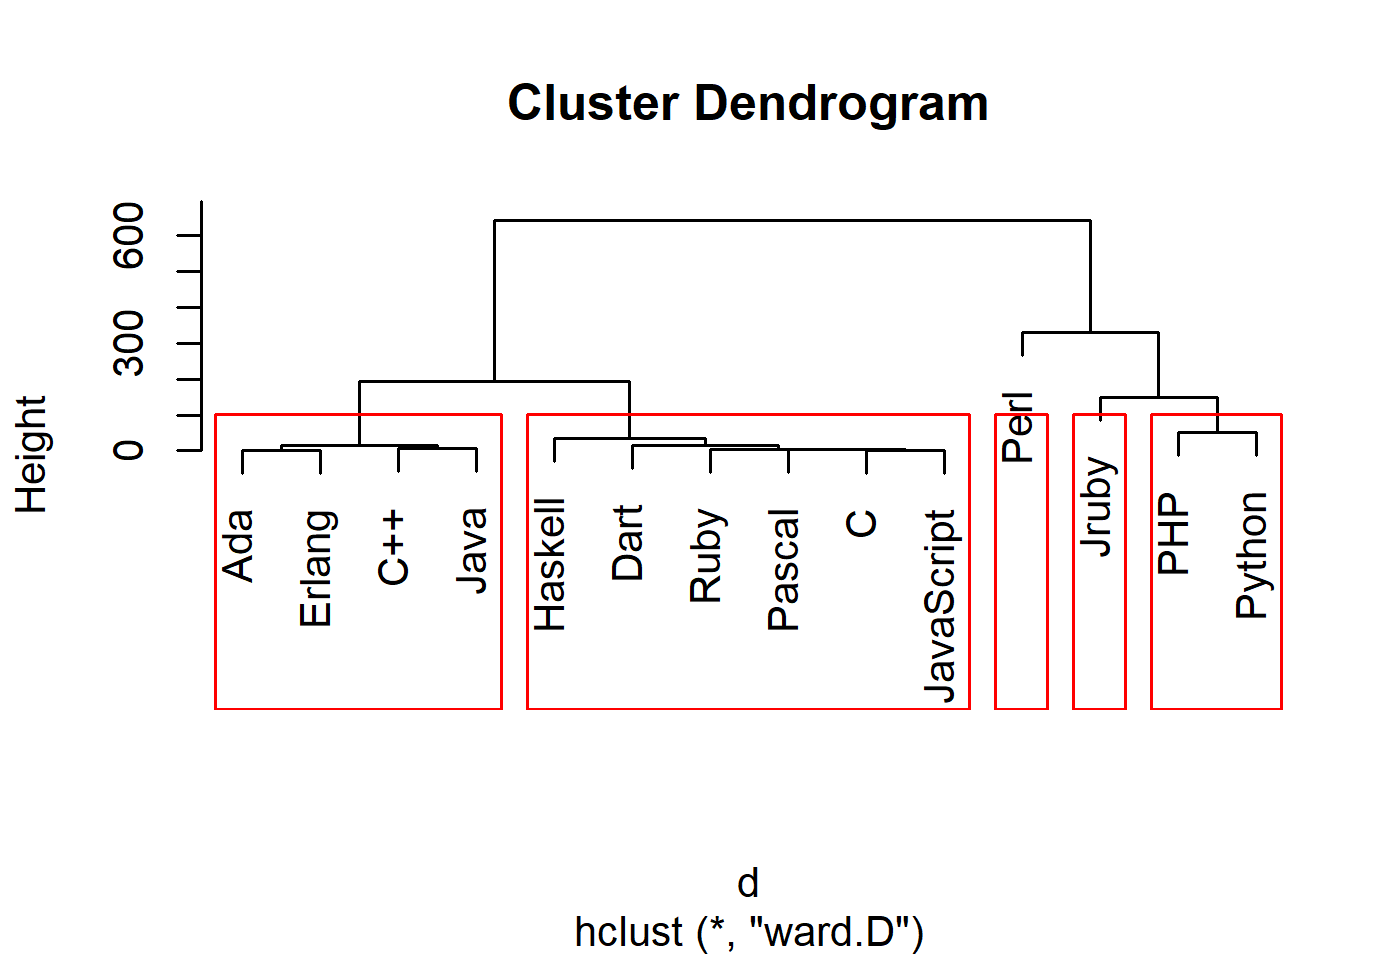 Cluster Dendrogram
Height
600
300
0
Ada
Erlang
C++
Java
Haskell
Dart
Ruby
Pascal
C
JavaScript
Perl
Jruby
PHP
Python
d
hclust (*, "ward.D")